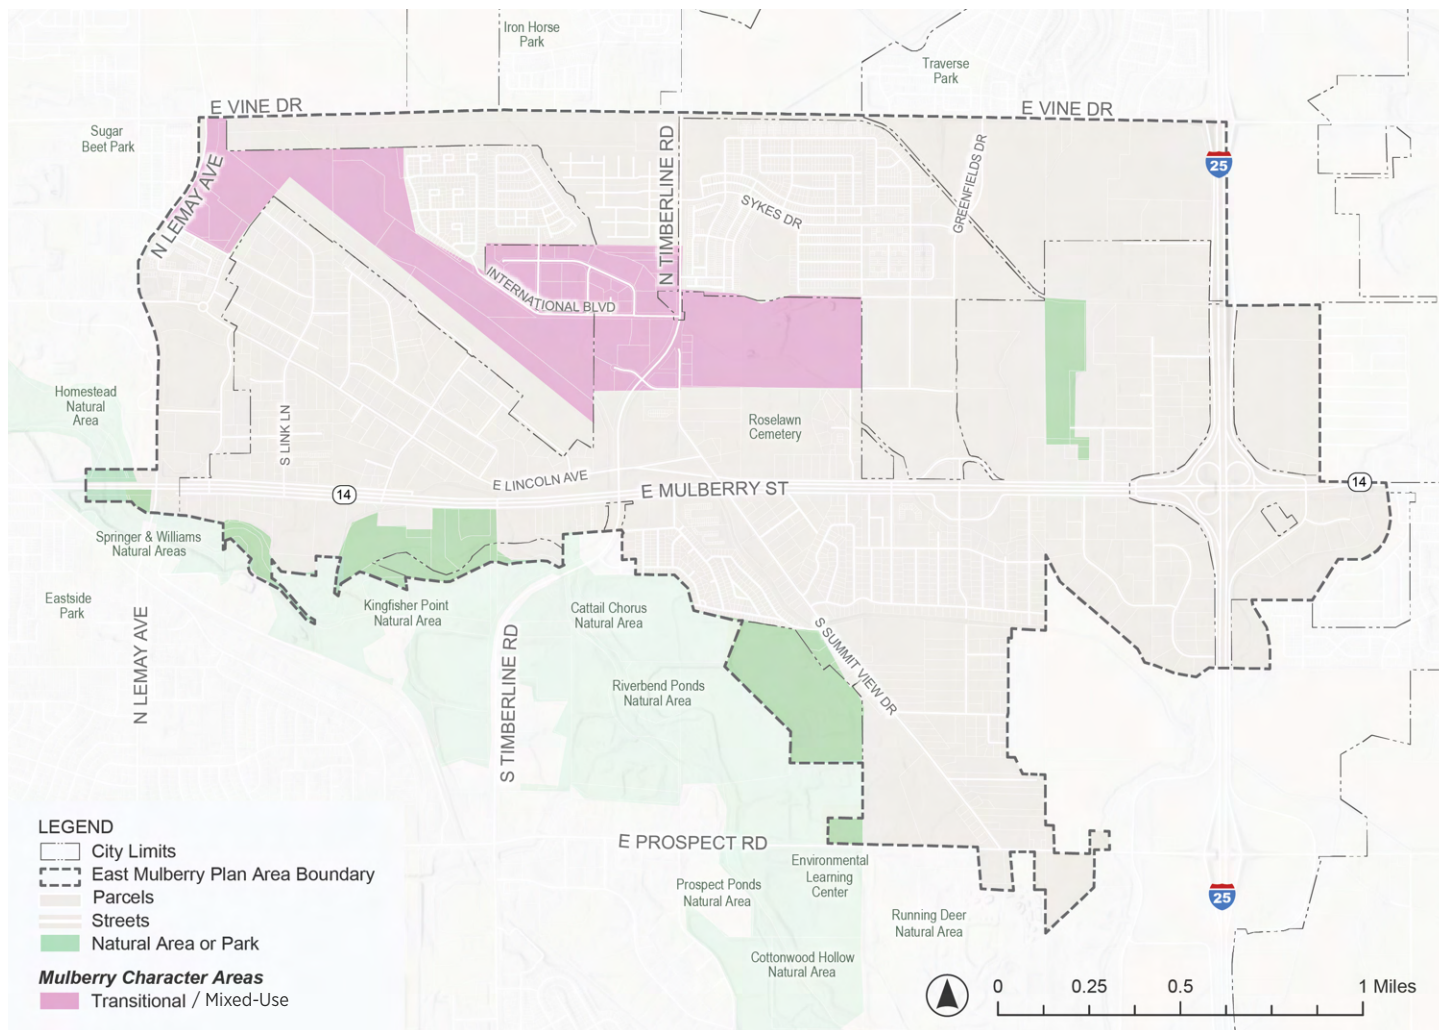 Iron Horse
Park
Traverse
Park
E VINE DR
E VINE DR
Sugar
Beet Park
N LEMAY AVE
N TIMBERLINE RD
GREENFIELDS DR
25
SYKES DR
INTERNATIONAL BLVD
Homestead
Natural
Area
S LINK LN
Roselawn
Cemetery
E LINCOLN AVE
E MULBERRY ST
14
14
Springer & Williams
Natural Areas
Eastside
Park
Kingfisher Point
Natural Area
Cattail Chorus
Natural Area
N LEMAY AVE
S TIMBERLINE RD
S SUMMIT VIEW DR
Riverbend Ponds
Natural Area
E PROSPECT RD
Environmental
Learning
Center
Prospect Ponds
Natural Area
25
Running Deer
Natural Area
Cottonwood Hollow
Natural Area
LEGEND
City Limits
East Mulberry Plan Area Boundary
Parcels
Streets
Natural Area or Park
Mulberry Character Areas
Transitional / Mixed-Use
0 0.25 0.5 1 Miles